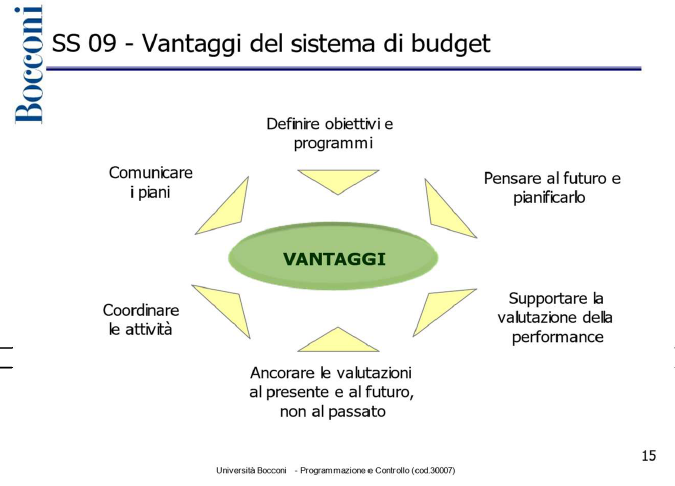 Bocconi
SS 09 - Vantaggi del sistema di budget
Definire obiettivi e
programmi
Comunicare
i piani
Pensare al futuro e
pianificarlo
VANTAGGI
Coordinare
le attività
Supportare la
valutazione della
performance
Ancorare le valutazioni
al presente e al futuro,
non al passato
15
Università Bocconi - Programmazione e Controllo (cod.30007)